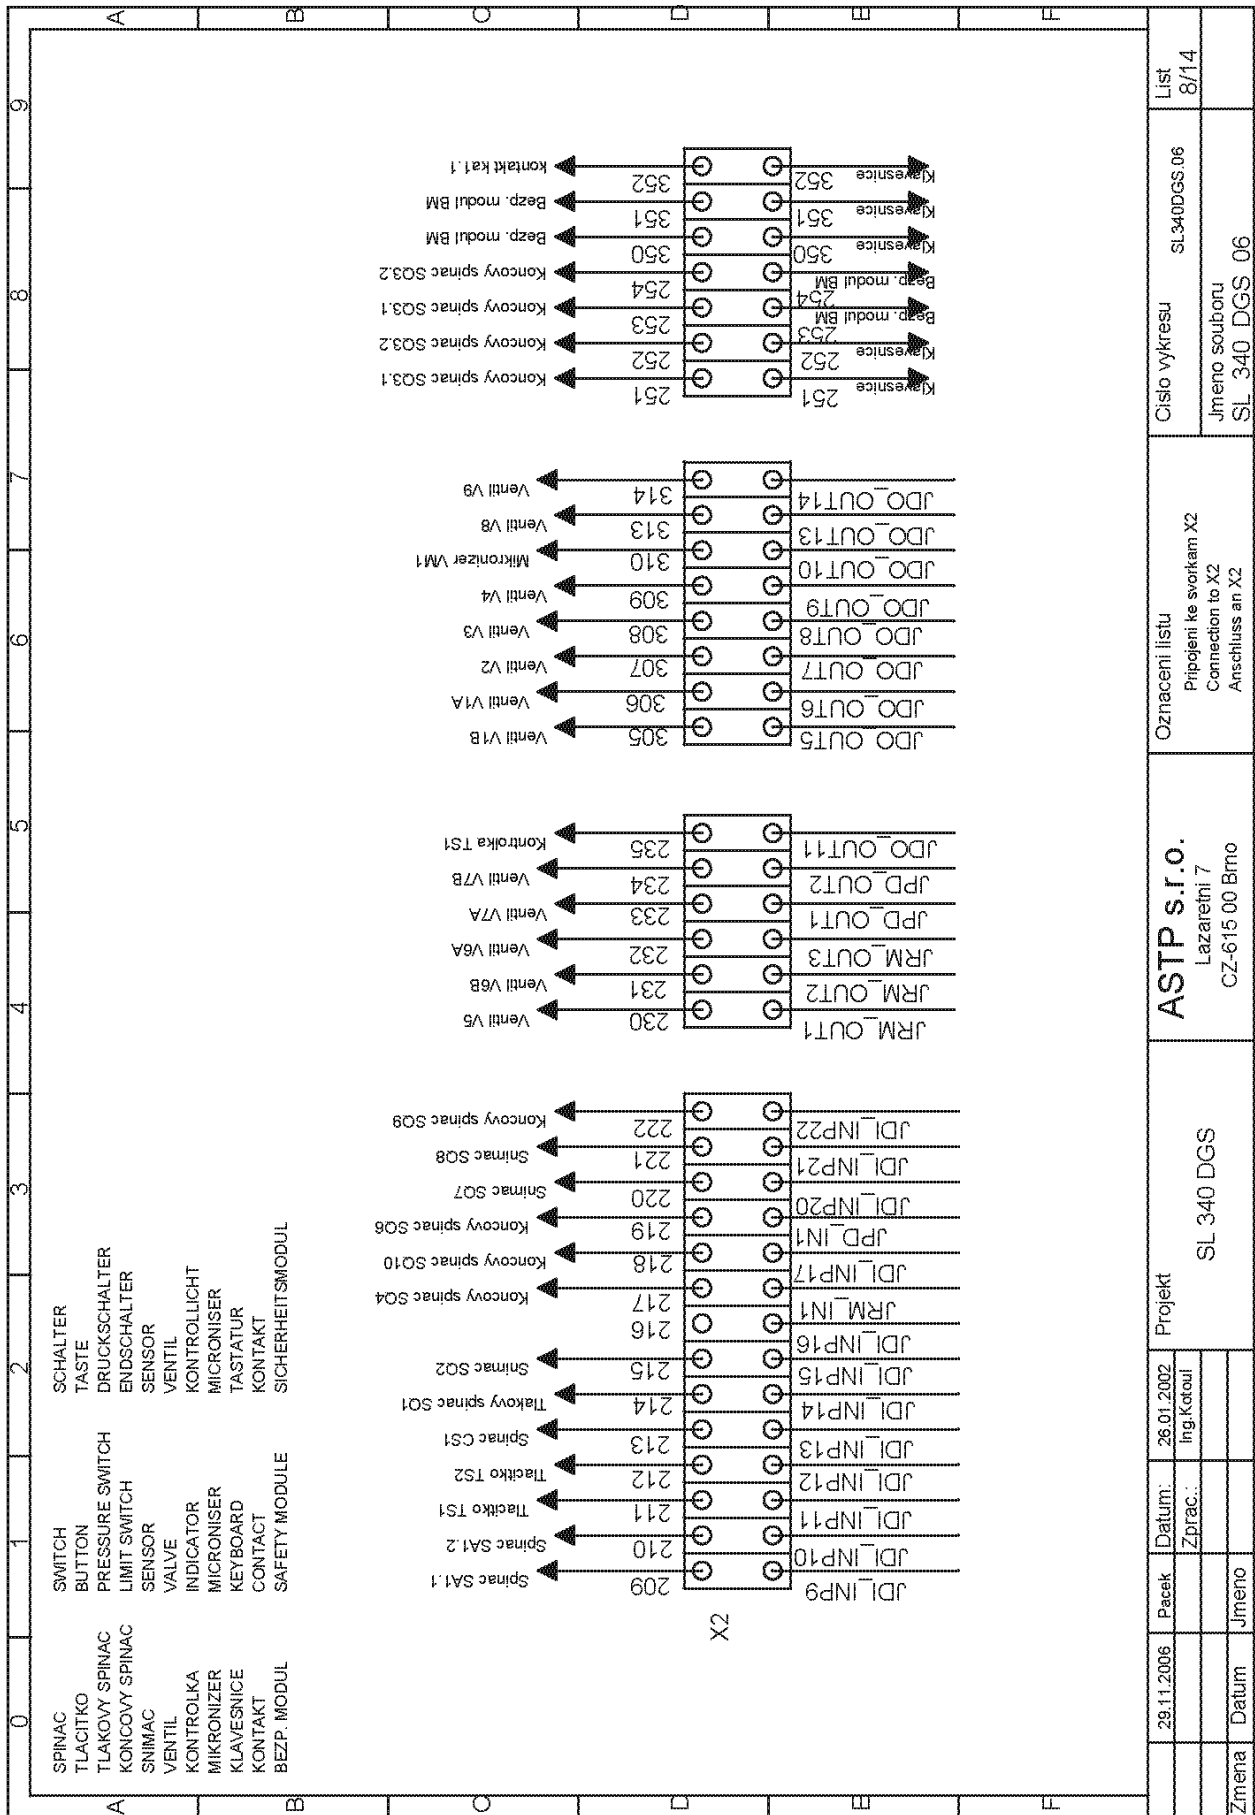 0 1 2 3 4 5 6 7 8 9
A
B
C
D
E
F
A
B
C
D
E
F
SPINAC SWITCH SCHALTER
TLACITKO BUTTON TASTE
TLAKOVY SPINAC PRESSURE SWITCH DRUCKSCHALTER
KONCOVY SPINAC LIMIT SWITCH ENDSCHALTER
SNIMAC SENSOR SENSOR
VENTIL VALVE VENTIL
KONTROLKA INDICATOR KONTROLLICHT
MIKRONIZER MICRONISER MICRONISER
KLAVESNICE KEYBOARD TASTATUR
KONTAKT CONTACT KONTAKT
BEZP. MODUL SAFETY MODULE SICHERHEITSMODUL
X2
Spinac SA1.1 209 JDI_INP9
Spinac SA1.2 210 JDI_INP10
Tlacitko TS1 211 JDI_INP11
Tlacitko TS2 212 JDI_INP12
Spinac CS1 213 JDI_INP13
Tlakovy spinac SQ1 214 JDI_INP14
Snimac SQ2 215 JDI_INP15
216 JDI_INP16
Koncovy spinac SQ4 217 JRM_IN1
Koncovy spinac SQ10 218 JDI_INP17
Koncovy spinac SQ6 219 JPD_IN1
Snimac SQ7 220 JDI_INP20
Snimac SQ8 221 JDI_INP21
Koncovy spinac SQ9 222 JDI_INP22
Ventil V5 230 JRM_OUT1
Ventil V6B 231 JRM_OUT2
Ventil V6A 232 JRM_OUT3
Ventil V7A 233 JPD_OUT1
Ventil V7B 234 JPD_OUT2
Kontrolka TS1 235 JDO_OUT11
Ventil V1B 305 JDO_OUT5
Ventil V1A 306 JDO_OUT6
Ventil V2 307 JDO_OUT7
Ventil V3 308 JDO_OUT8
Ventil V4 309 JDO_OUT9
Mikronizer VM1 310 JDO_OUT10
Ventil V8 313 JDO_OUT13
Ventil V9 314 JDO_OUT14
Koncovy spinac SQ3.1 251 251 Klavesnice
Koncovy spinac SQ3.2 252 252 Klavesnice
Koncovy spinac SQ3.1 253 253 Bezp. modul BM
Koncovy spinac SQ3.2 254 254 Bezp. modul BM
Bezp. modul BM 350 350 Klavesnice
Bezp. modul BM 351 351 Klavesnice
kontakt ka1.1 352 352 Klavesnice
29.11.2006 Pacek
Zmena Datum Jmeno
Datum: 26.01.2002
Zprac.: Ing.Kotoul
Projekt
SL 340 DGS
ASTP s.r.o.
Lazaretni 7
CZ-615 00 Brno
Oznaceni listu
Pripojeni ke svorkam X2
Connection to X2
Anschluss an X2
Cislo vykresu
SL340DGS.06
Jmeno souboru
SL 340 DGS 06
List
8/14